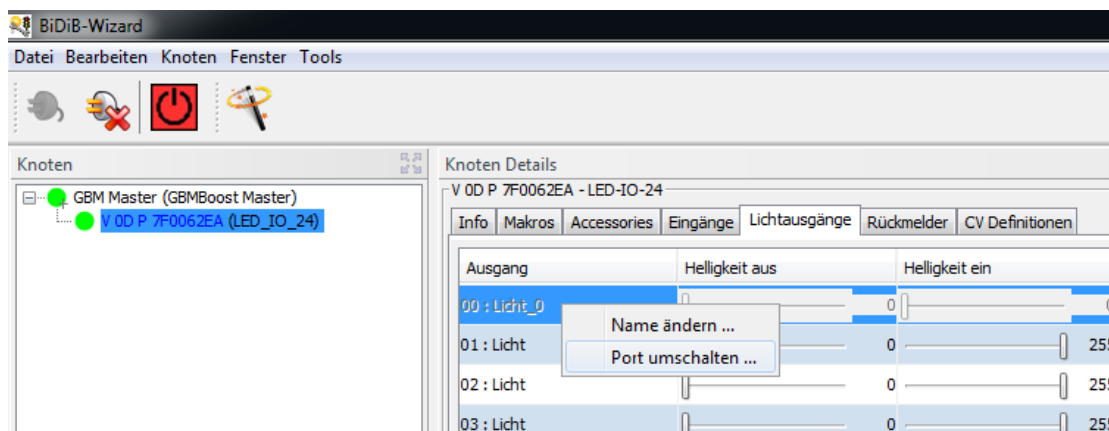 BiDiB-Wizard
Datei Bearbeiten Knoten Fenster Tools
Knoten
GBM Master (GBMBoost Master)
V 0D P 7F0062EA (LED_IO_24)
Knoten Details
V 0D P 7F0062EA - LED-IO-24
Info Makros Accessories Eingänge Lichtausgänge Rückmelder CV Definitionen
Ausgang Helligkeit aus Helligkeit ein
00 : Licht_0 0
Name ändern ...
01 : Licht 0 255
Port umschalten ...
02 : Licht 0 255
03 : Licht 0 255